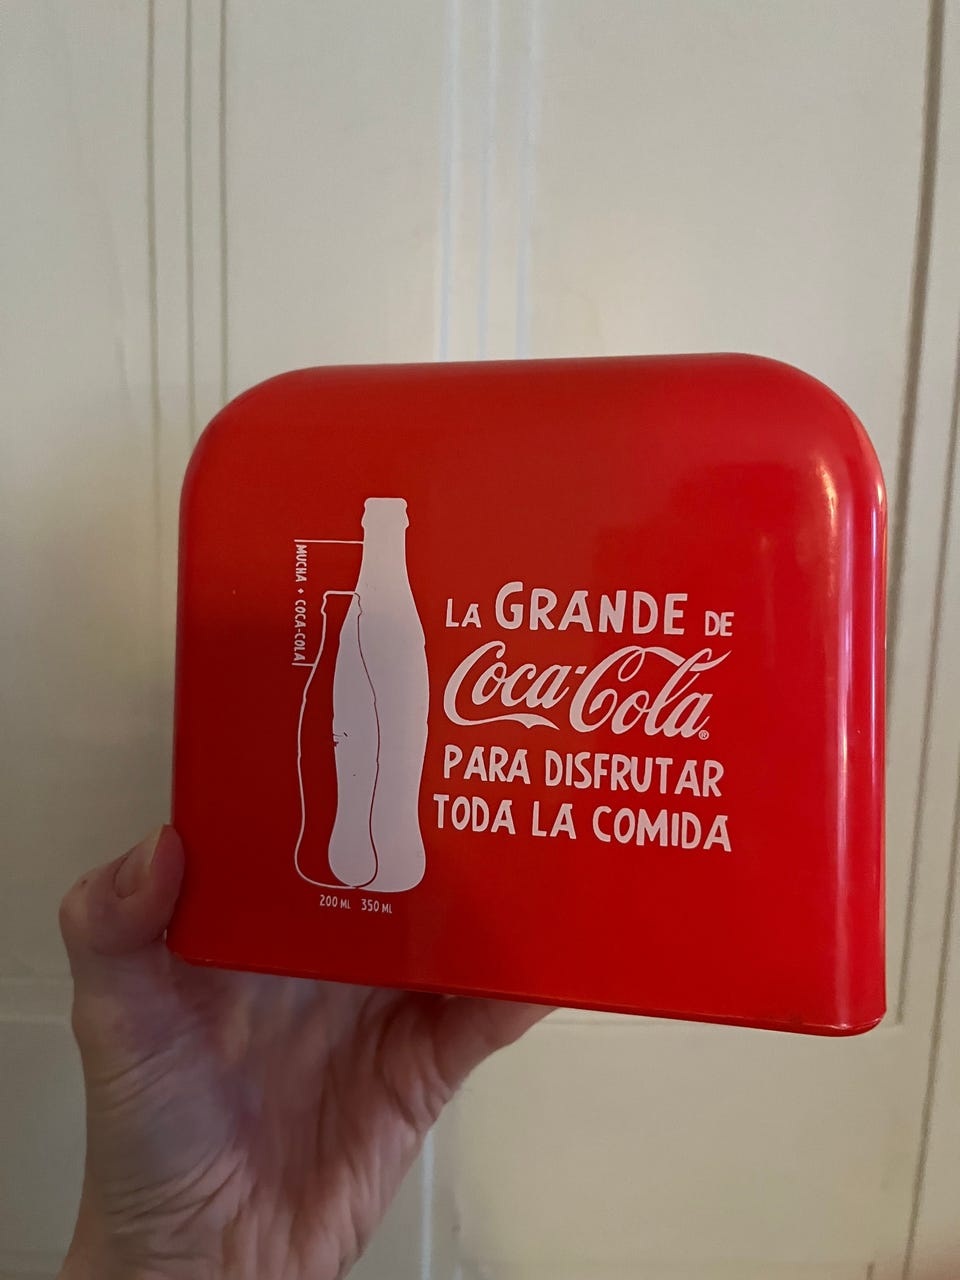 MUCHA + COCA-COLA
LA GRANDE DE
Coca-Cola®
PARA DISFRUTAR
TODA LA COMIDA
200 ML 350 ML